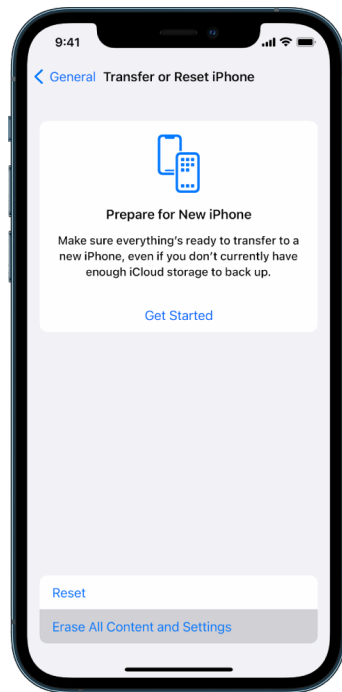 9:41
General Transfer or Reset iPhone
Prepare for New iPhone
Make sure everything's ready to transfer to a
new iPhone, even if you don't currently have
enough iCloud storage to back up.
Get Started
Reset
Erase All Content and Settings